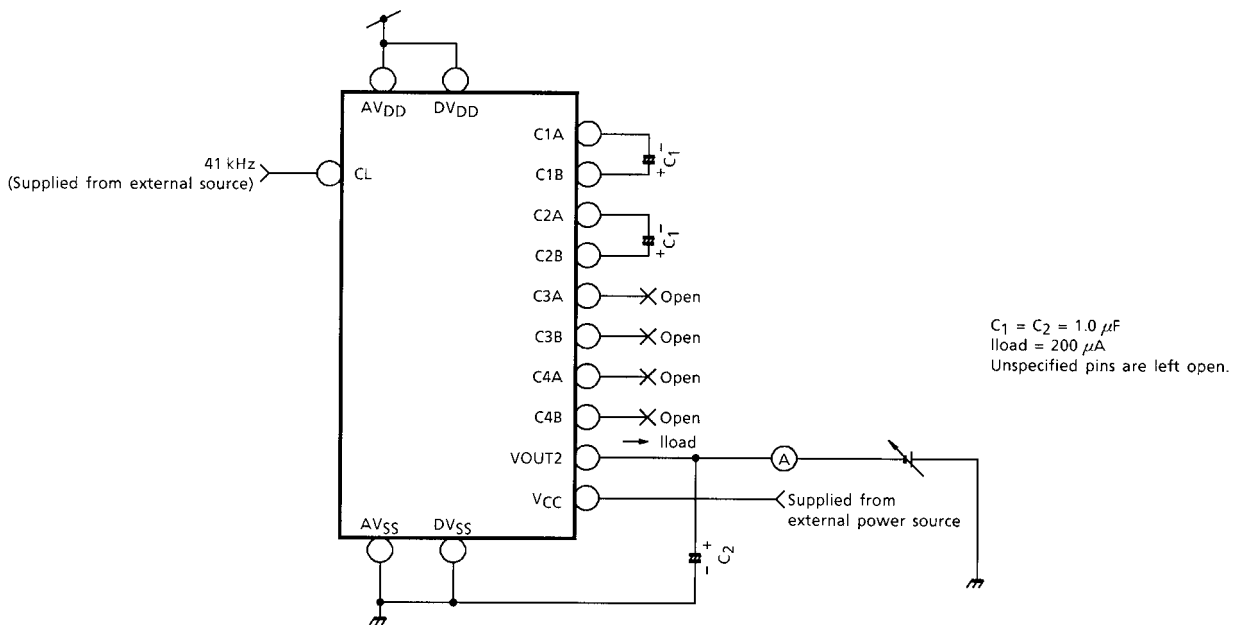 AVDD DVDD
C1A
- C1 +
41 kHz
(Supplied from external source)
CL
C1B
C2A
- C1 +
C2B
C3A Open
C3B Open
C1 = C2 = 1.0 μF
Iload = 200 μA
Unspecified pins are left open.
C4A Open
C4B Open
Iload
VOUT2
A
VCC
Supplied from
external power source
AVSS DVSS
+ C2 -